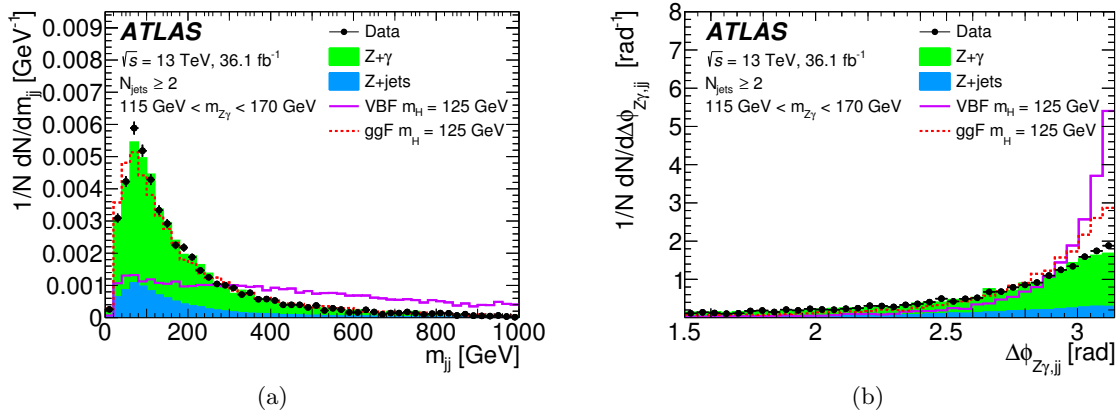 1/N dN/dm_jj [GeV⁻¹]
0.009
0.008
0.007
0.006
0.005
0.004
0.003
0.002
0.001
0
ATLAS
√s = 13 TeV, 36.1 fb⁻¹
N_jets ≥ 2
115 GeV < m_Zγ < 170 GeV
Data
Z+γ
Z+jets
VBF m_H = 125 GeV
ggF m_H = 125 GeV
0 200 400 600 800 1000
m_jj [GeV]
(a)
1/N dN/dΔϕ_Zγ,jj [rad⁻¹]
8
7
6
5
4
3
2
1
ATLAS
√s = 13 TeV, 36.1 fb⁻¹
N_jets ≥ 2
115 GeV < m_Zγ < 170 GeV
Data
Z+γ
Z+jets
VBF m_H = 125 GeV
ggF m_H = 125 GeV
1.5 2 2.5 3
Δϕ_Zγ,jj [rad]
(b)